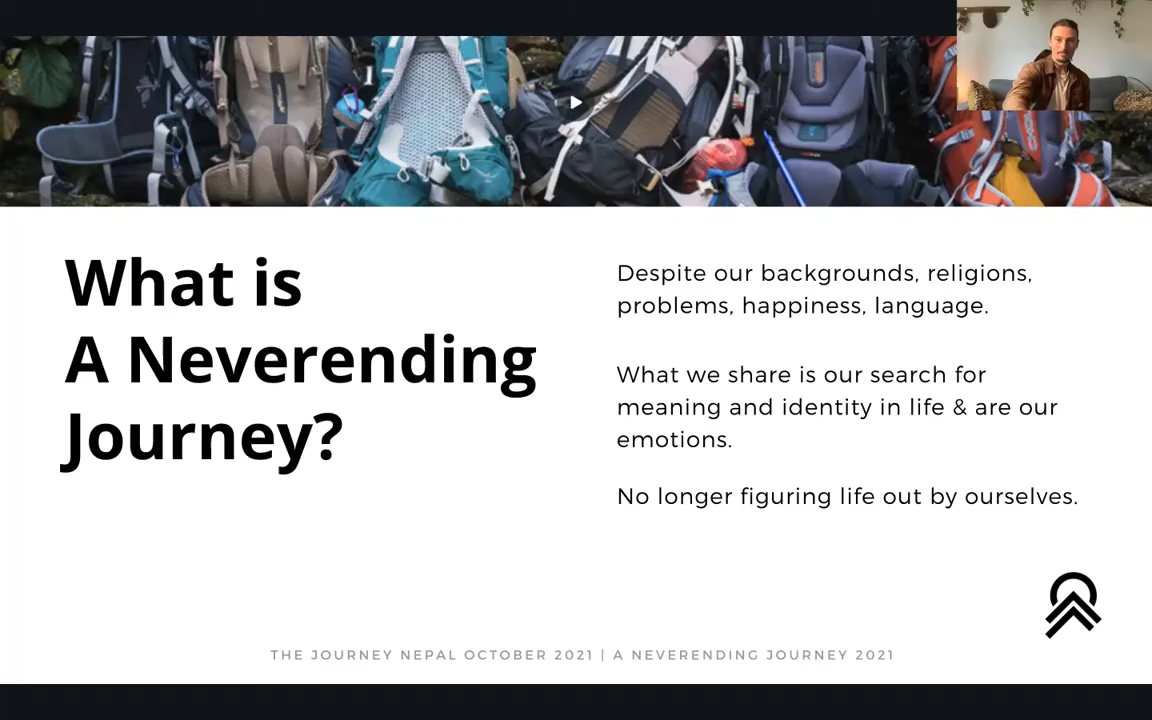 What is
A Neverending
Journey?
Despite our backgrounds, religions,
problems, happiness, language.
What we share is our search for
meaning and identity in life & are our
emotions.
No longer figuring life out by ourselves.
THE JOURNEY NEPAL OCTOBER 2021 | A NEVERENDING JOURNEY 2021